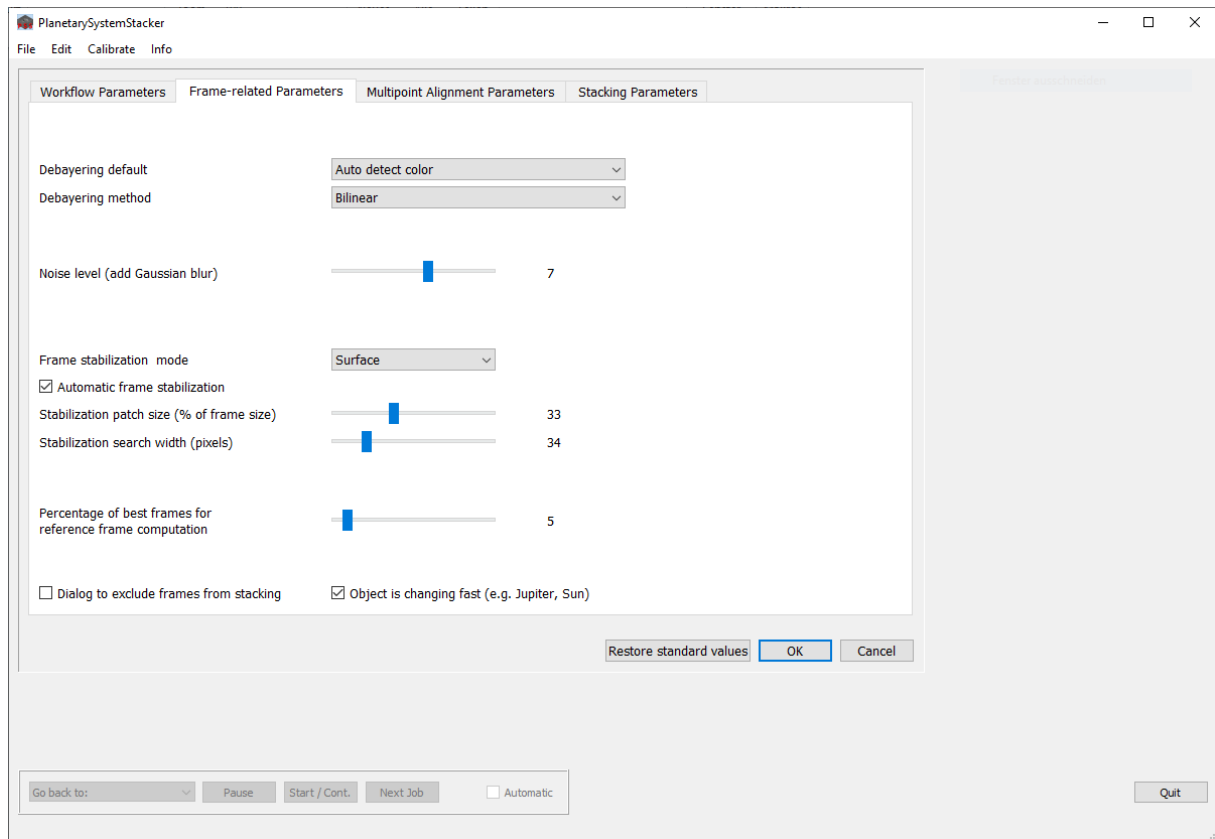 PlanetarySystemStacker
File Edit Calibrate Info
Workflow Parameters Frame-related Parameters Multipoint Alignment Parameters Stacking Parameters
Debayering default Auto detect color
Debayering method Bilinear
Noise level (add Gaussian blur) 7
Frame stabilization mode Surface
Automatic frame stabilization
Stabilization patch size (% of frame size) 33
Stabilization search width (pixels) 34
Percentage of best frames for
reference frame computation 5
Dialog to exclude frames from stacking Object is changing fast (e.g. Jupiter, Sun)
Restore standard values OK Cancel
Go back to: Pause Start / Cont. Next Job Automatic Quit